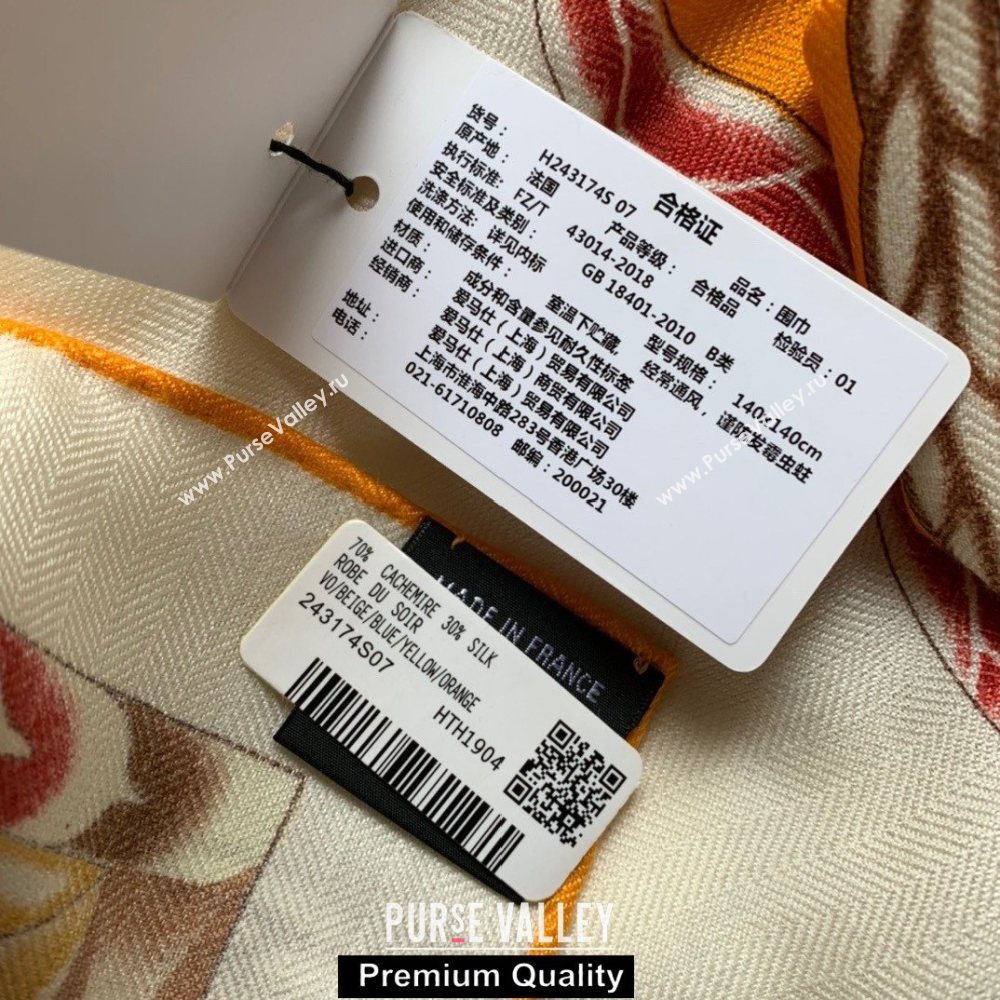 合格证
货号： H243174S 07 品名：围巾
原产地： 法国 产品等级： 合格品 检验员：01
执行标准: FZ/T 43014-2018
安全标准及类别： GB 18401-2010 B类
洗涤方法: 详见内标 型号规格： 140x140cm
使用和储存条件： 室温下贮藏, 经常通风，谨防发霉虫蛀
材质： 成分和含量参见耐久性标签
进口商： 爱马仕（上海）贸易有限公司
经销商： 爱马仕（上海）商贸有限公司
爱马仕（上海）贸易有限公司
地址： 上海市淮海中路283号香港广场30楼
电话： 021-61710808 邮编：200021
www.PurseValley.ru
www.PurseValley.ru
MADE IN FRANCE
70% CACHEMIRE 30% SILK
ROBE DU SOIR
VO/BEIGE/BLUE/YELLOW/ORANGE
243174S07
HTH1904
PURSE VALLEY
Premium Quality